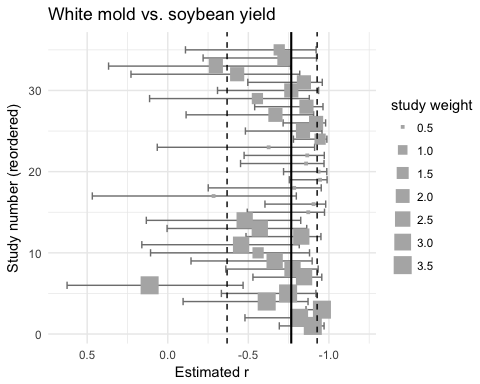 White mold vs. soybean yield
Study number (reordered)
30
20
10
0
0.5 0.0 -0.5 -1.0
Estimated r
study weight
0.5
1.0
1.5
2.0
2.5
3.0
3.5